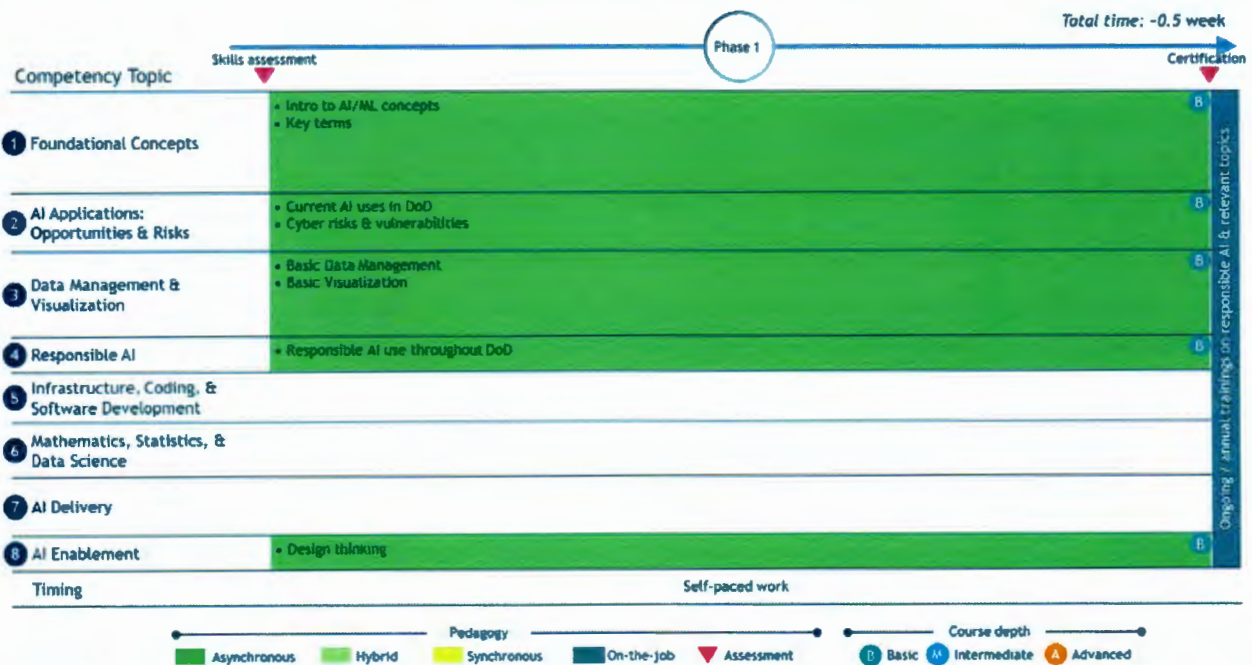 Total time: ~0.5 week
Phase 1
Skills assessment
Certification
Competency Topic
1 Foundational Concepts
• Intro to AI/ML concepts
• Key terms
B
2 AI Applications:
Opportunities & Risks
• Current AI uses in DoD
• Cyber risks & vulnerabilities
B
3 Data Management &
Visualization
• Basic Data Management
• Basic Visualization
B
4 Responsible AI
• Responsible AI use throughout DoD
B
5 Infrastructure, Coding, &
Software Development
6 Mathematics, Statistics, &
Data Science
7 AI Delivery
8 AI Enablement
• Design thinking
B
Ongoing / annual trainings on responsible AI & relevant topics
Timing
Self-paced work
Pedagogy
Asynchronous Hybrid Synchronous On-the-job Assessment
Course depth
B Basic M Intermediate A Advanced